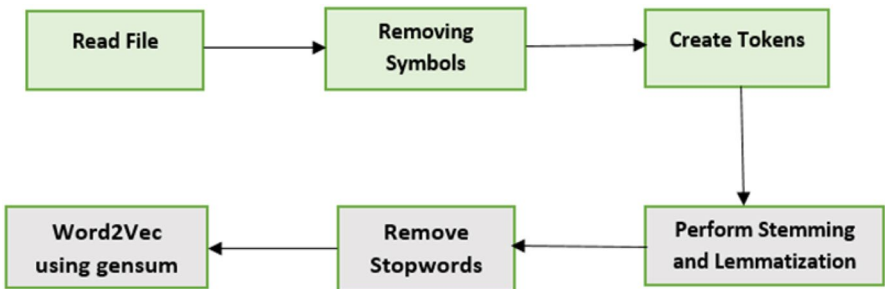 Read File
Removing
Symbols
Create Tokens
Perform Stemming
and Lemmatization
Remove
Stopwords
Word2Vec
using gensum